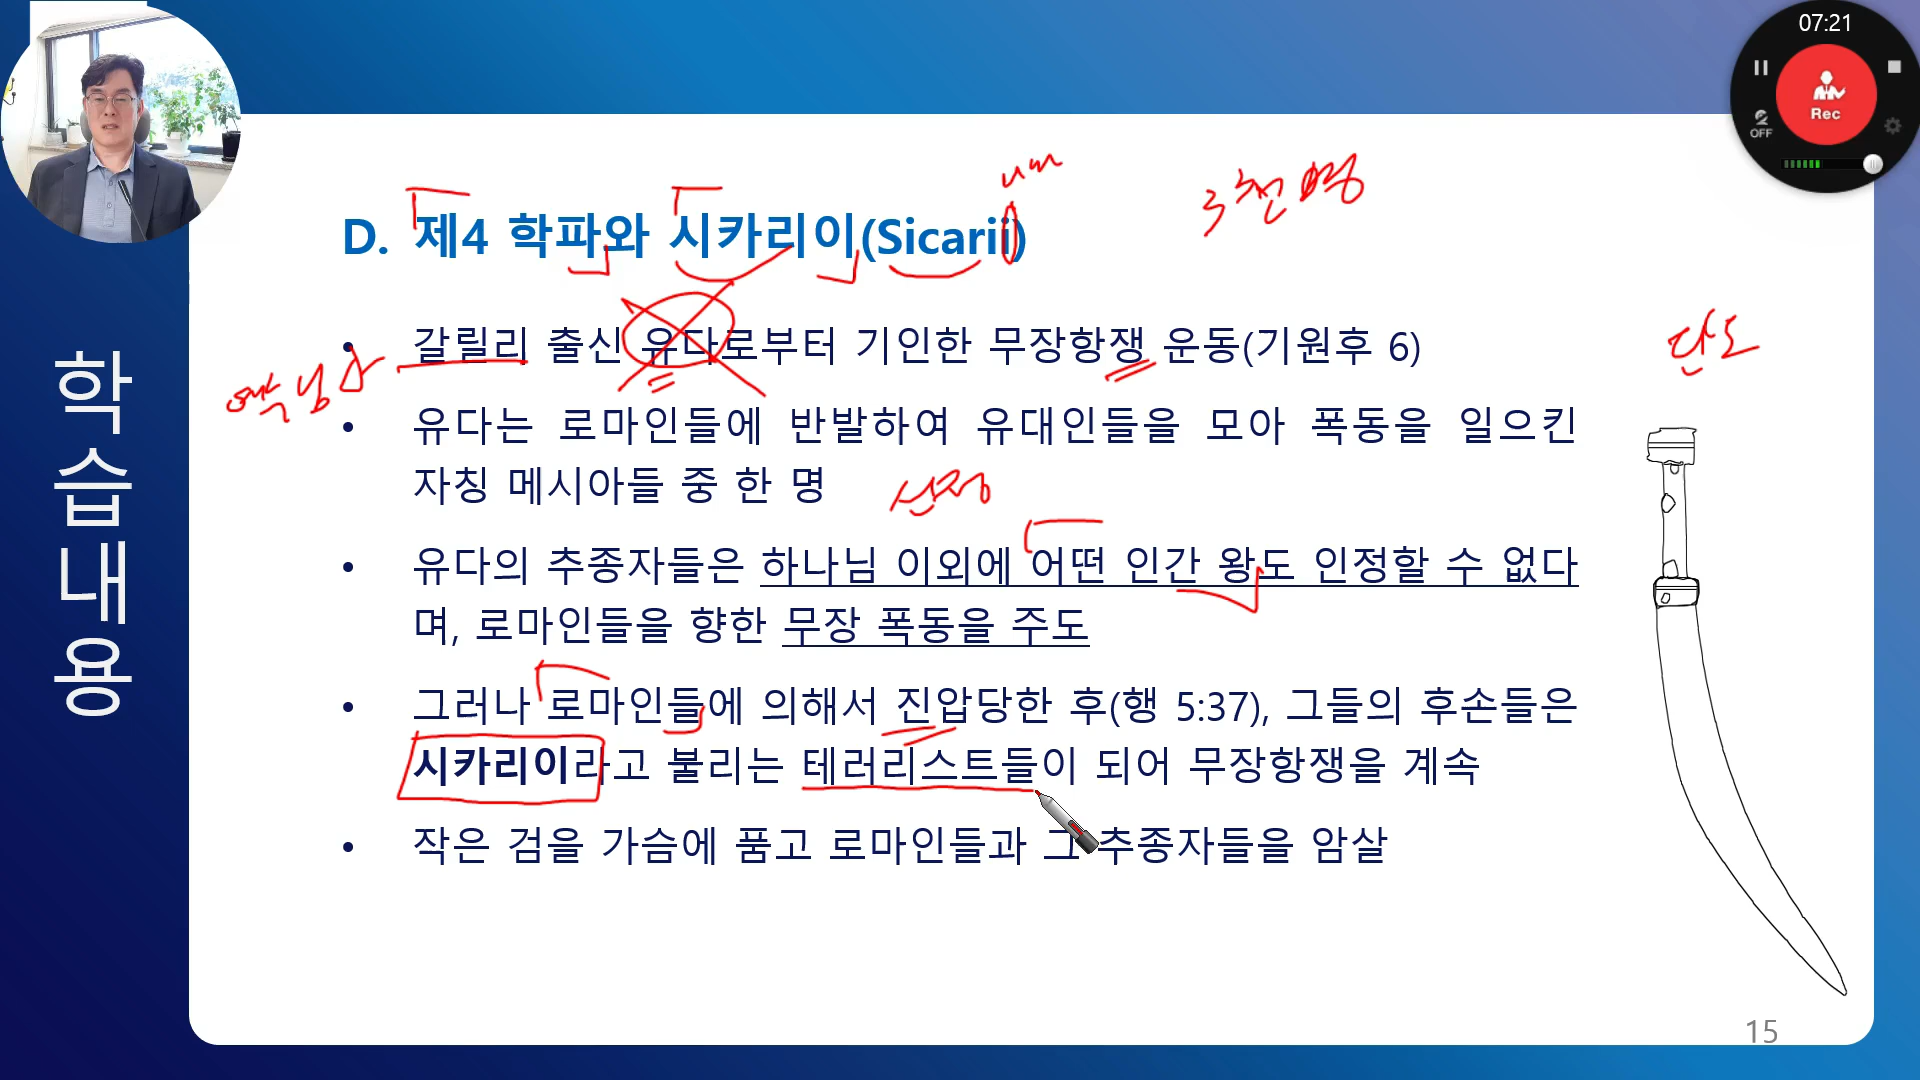 07:21
OFF
Rec
학습내용
um
3천명
D. 제4 학파와 시카리이(Sicarii)
• 갈릴리 출신 유다로부터 기인한 무장항쟁 운동(기원후 6)
단도
• 유다는 로마인들에 반발하여 유대인들을 모아 폭동을 일으킨
자칭 메시아들 중 한 명
신정
• 유다의 추종자들은 하나님 이외에 어떤 인간 왕도 인정할 수 없다
며, 로마인들을 향한 무장 폭동을 주도
• 그러나 로마인들에 의해서 진압당한 후(행 5:37), 그들의 후손들은
시카리이라고 불리는 테러리스트들이 되어 무장항쟁을 계속
• 작은 검을 가슴에 품고 로마인들과 그 추종자들을 암살
15